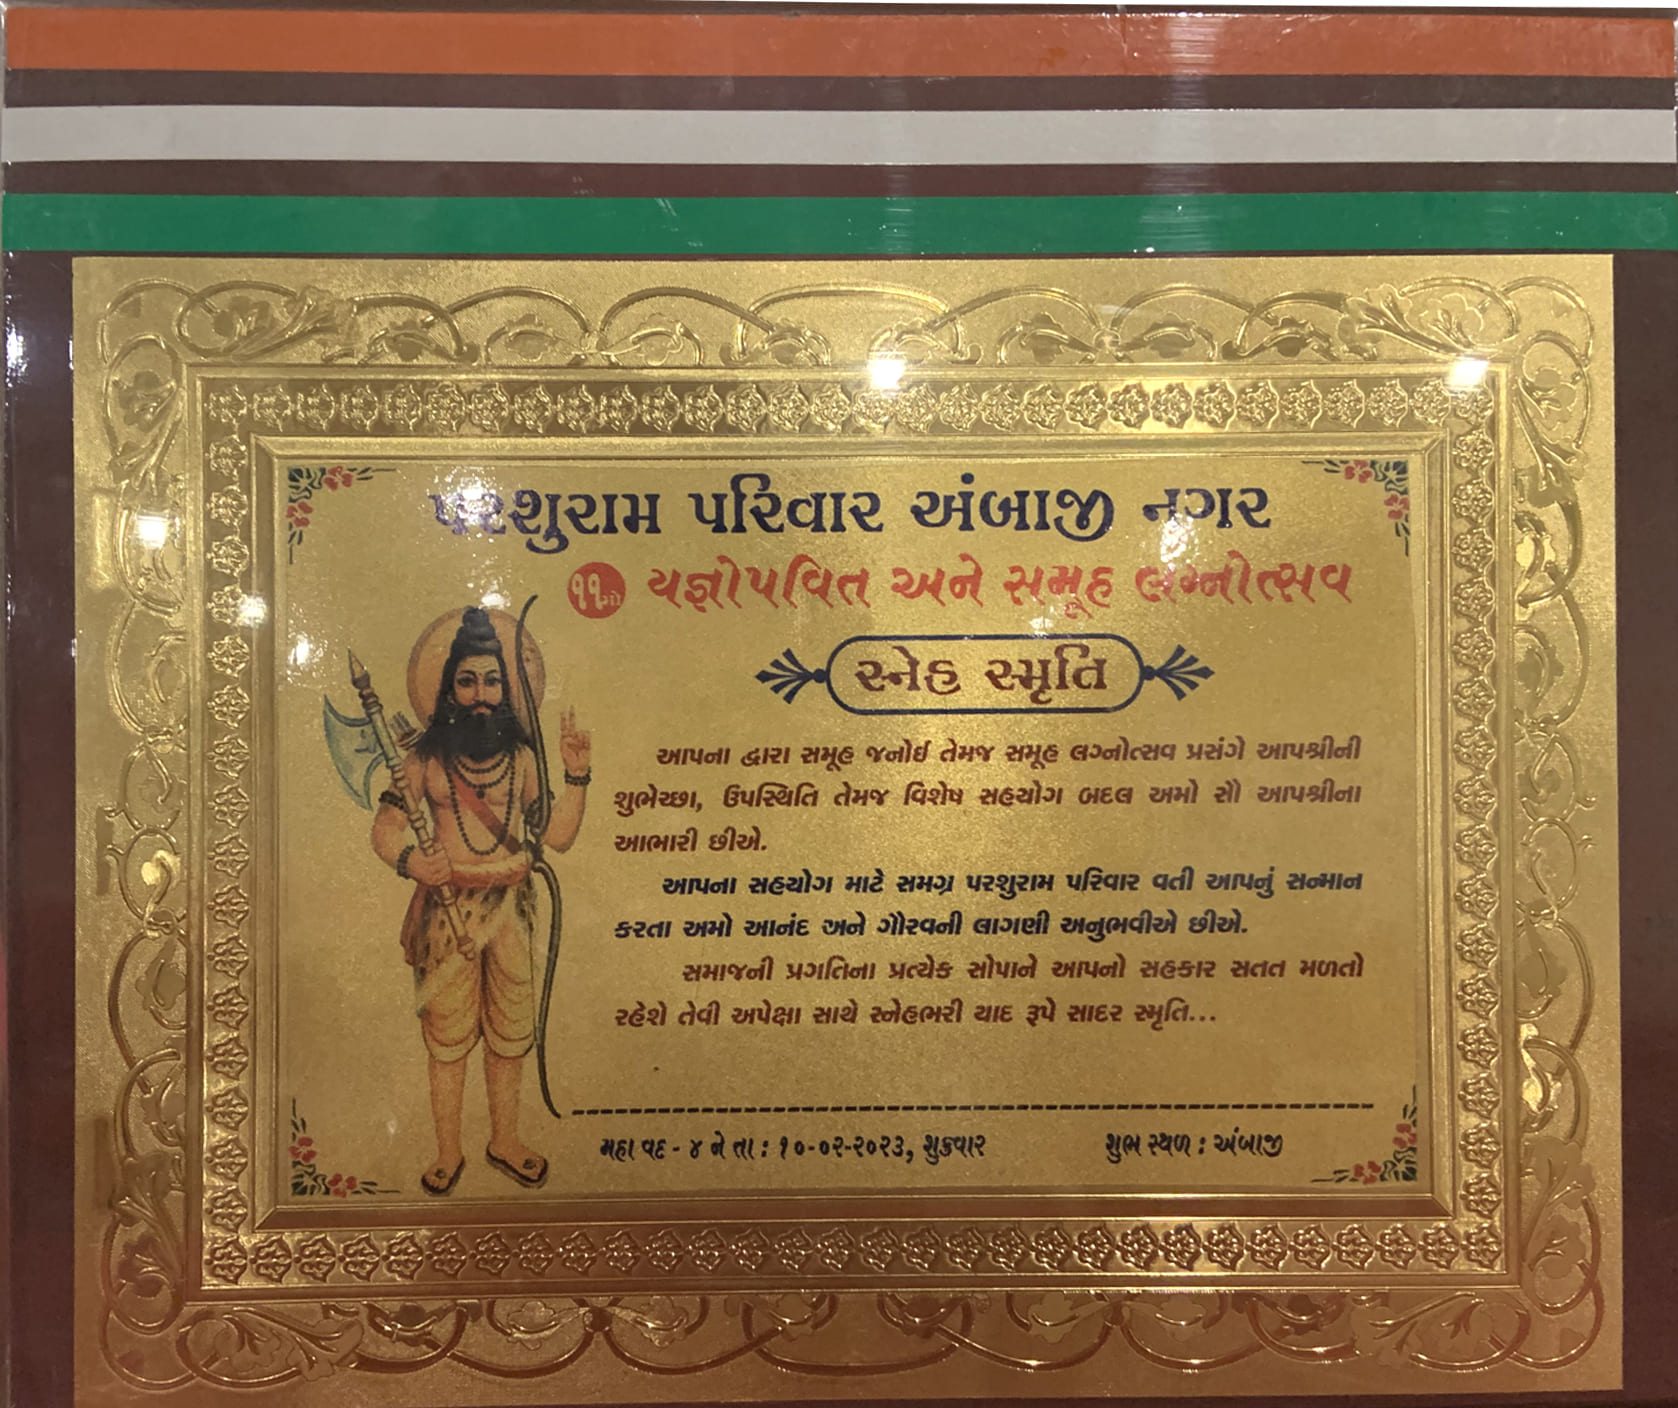 પરશુરામ પરિવાર અંબાજી નગર
૧૧મો યજ્ઞોપવિત અને સમૂહ લગ્નોત્સવ
સ્નેહ સ્મૃતિ
આપના દ્વારા સમૂહ જનોઈ તેમજ સમૂહ લગ્નોત્સવ પ્રસંગે આપશ્રીની
શુભેચ્છા, ઉપસ્થિતિ તેમજ વિશેષ સહયોગ બદલ અમો સૌ આપશ્રીના
આભારી છીએ.
આપના સહયોગ માટે સમગ્ર પરશુરામ પરિવાર વતી આપનું સન્માન
કરતા અમો આનંદ અને ગૌરવની લાગણી અનુભવીએ છીએ.
સમાજની પ્રગતિના પ્રત્યેક સોપાને આપનો સહકાર સતત મળતો
રહેશે તેવી અપેક્ષા સાથે સ્નેહભરી યાદ રૂપે સાદર સ્મૃતિ...
મહા વદ - ૪ ને તા : ૧૦-૦૨-૨૦૨૩, શુક્રવાર શુભ સ્થળ : અંબાજી